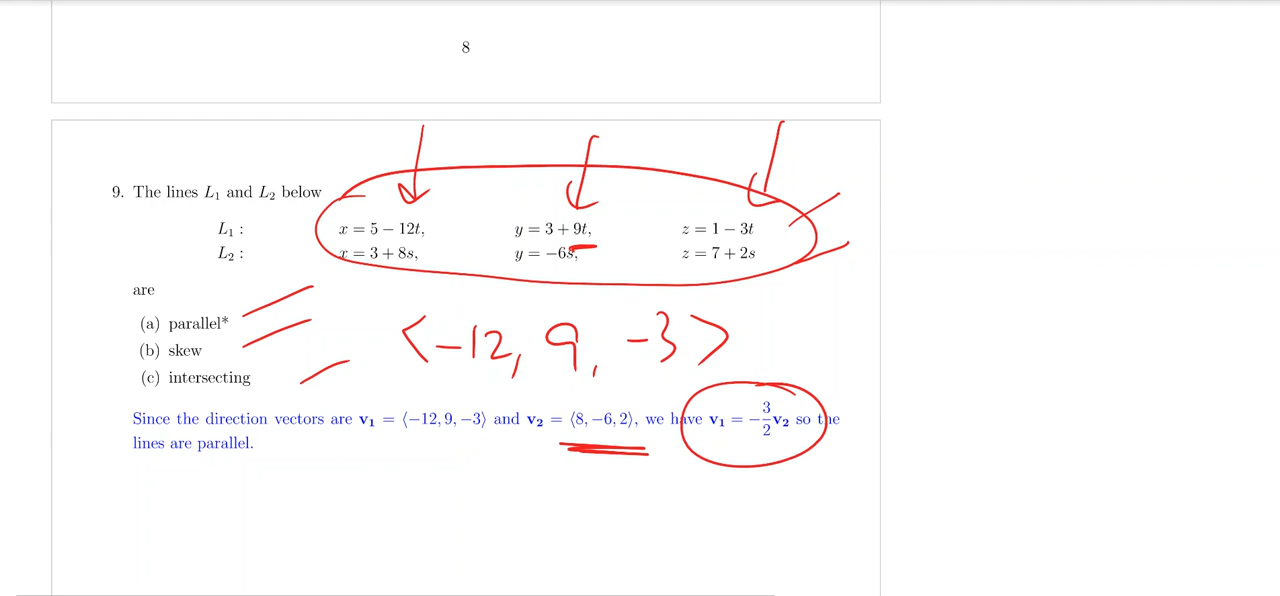 8
9. The lines L₁ and L₂ below
L₁ : x = 5 − 12t, y = 3 + 9t, z = 1 − 3t
L₂ : x = 3 + 8s, y = −6s, z = 7 + 2s
are
(a) parallel*
(b) skew
(c) intersecting
<−12, 9, −3>
Since the direction vectors are v₁ = ⟨−12, 9, −3⟩ and v₂ = ⟨8, −6, 2⟩, we have v₁ = −3/2 v₂ so the
lines are parallel.